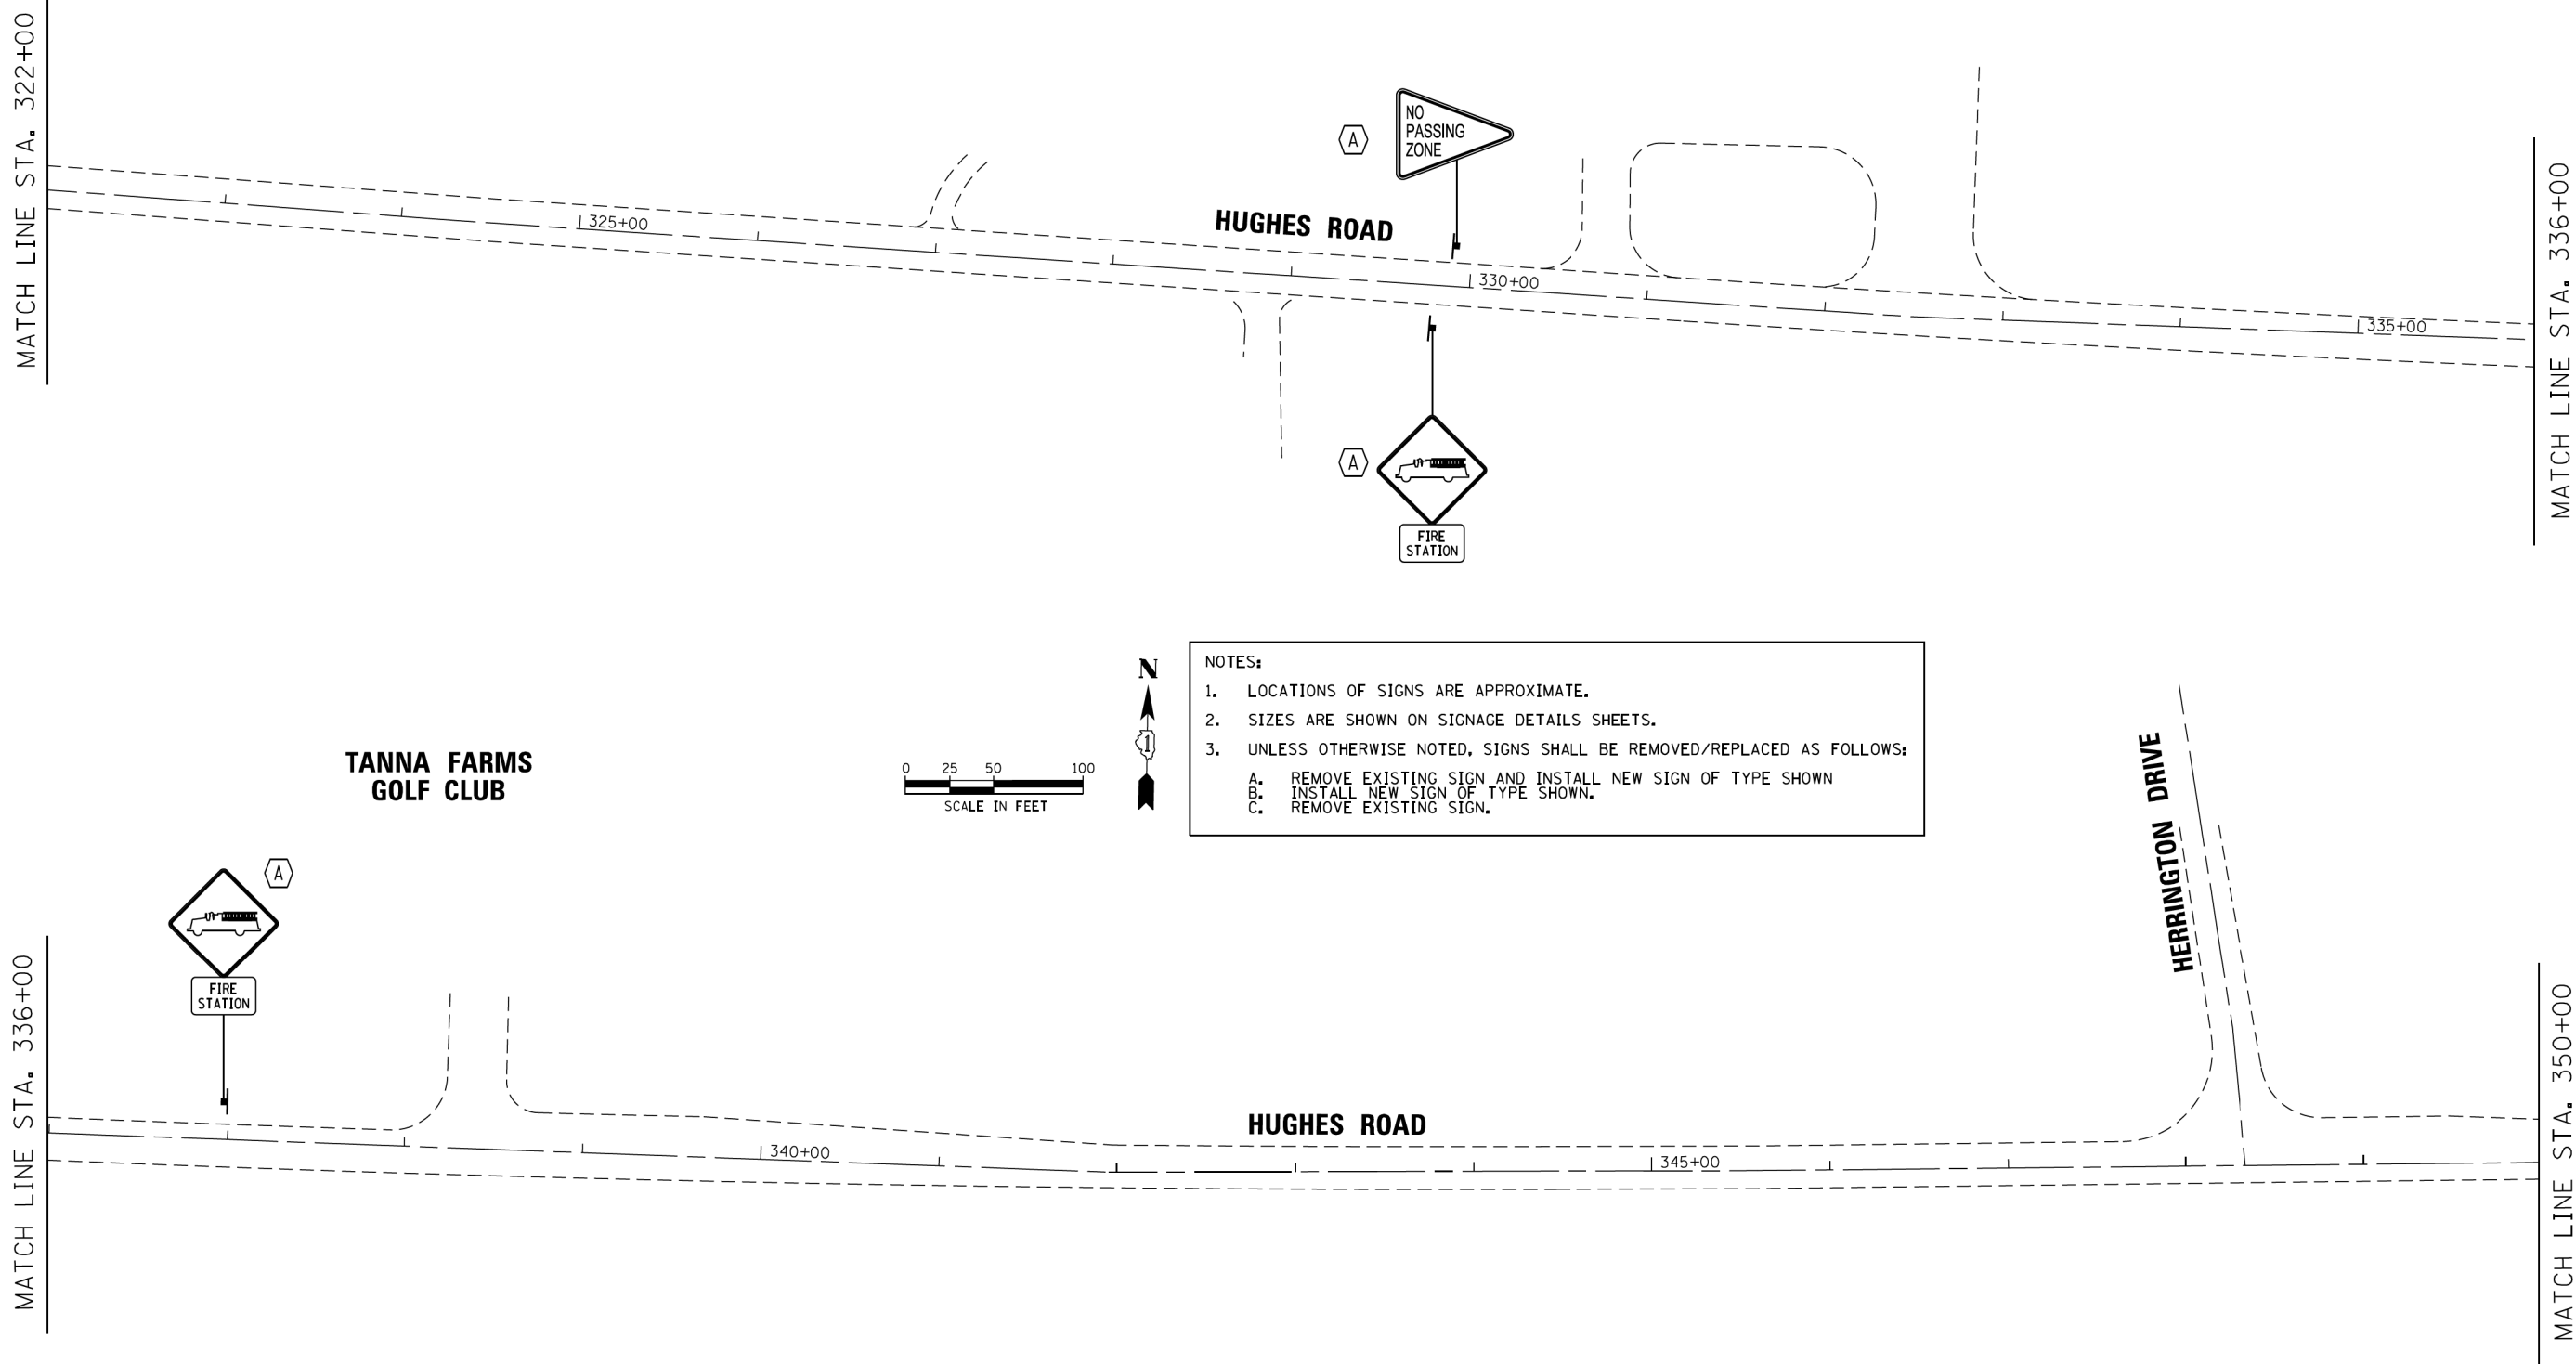 MATCH LINE STA. 322+00
325+00
HUGHES ROAD
A
NO
PASSING
ZONE
330+00
335+00
MATCH LINE STA. 336+00
A
FIRE
STATION
TANNA FARMS
GOLF CLUB
0 25 50 100
SCALE IN FEET
N
1
NOTES:
1. LOCATIONS OF SIGNS ARE APPROXIMATE.
2. SIZES ARE SHOWN ON SIGNAGE DETAILS SHEETS.
3. UNLESS OTHERWISE NOTED, SIGNS SHALL BE REMOVED/REPLACED AS FOLLOWS:
A. REMOVE EXISTING SIGN AND INSTALL NEW SIGN OF TYPE SHOWN
B. INSTALL NEW SIGN OF TYPE SHOWN.
C. REMOVE EXISTING SIGN.
HERRINGTON DRIVE
MATCH LINE STA. 336+00
A
FIRE
STATION
340+00
HUGHES ROAD
345+00
MATCH LINE STA. 350+00